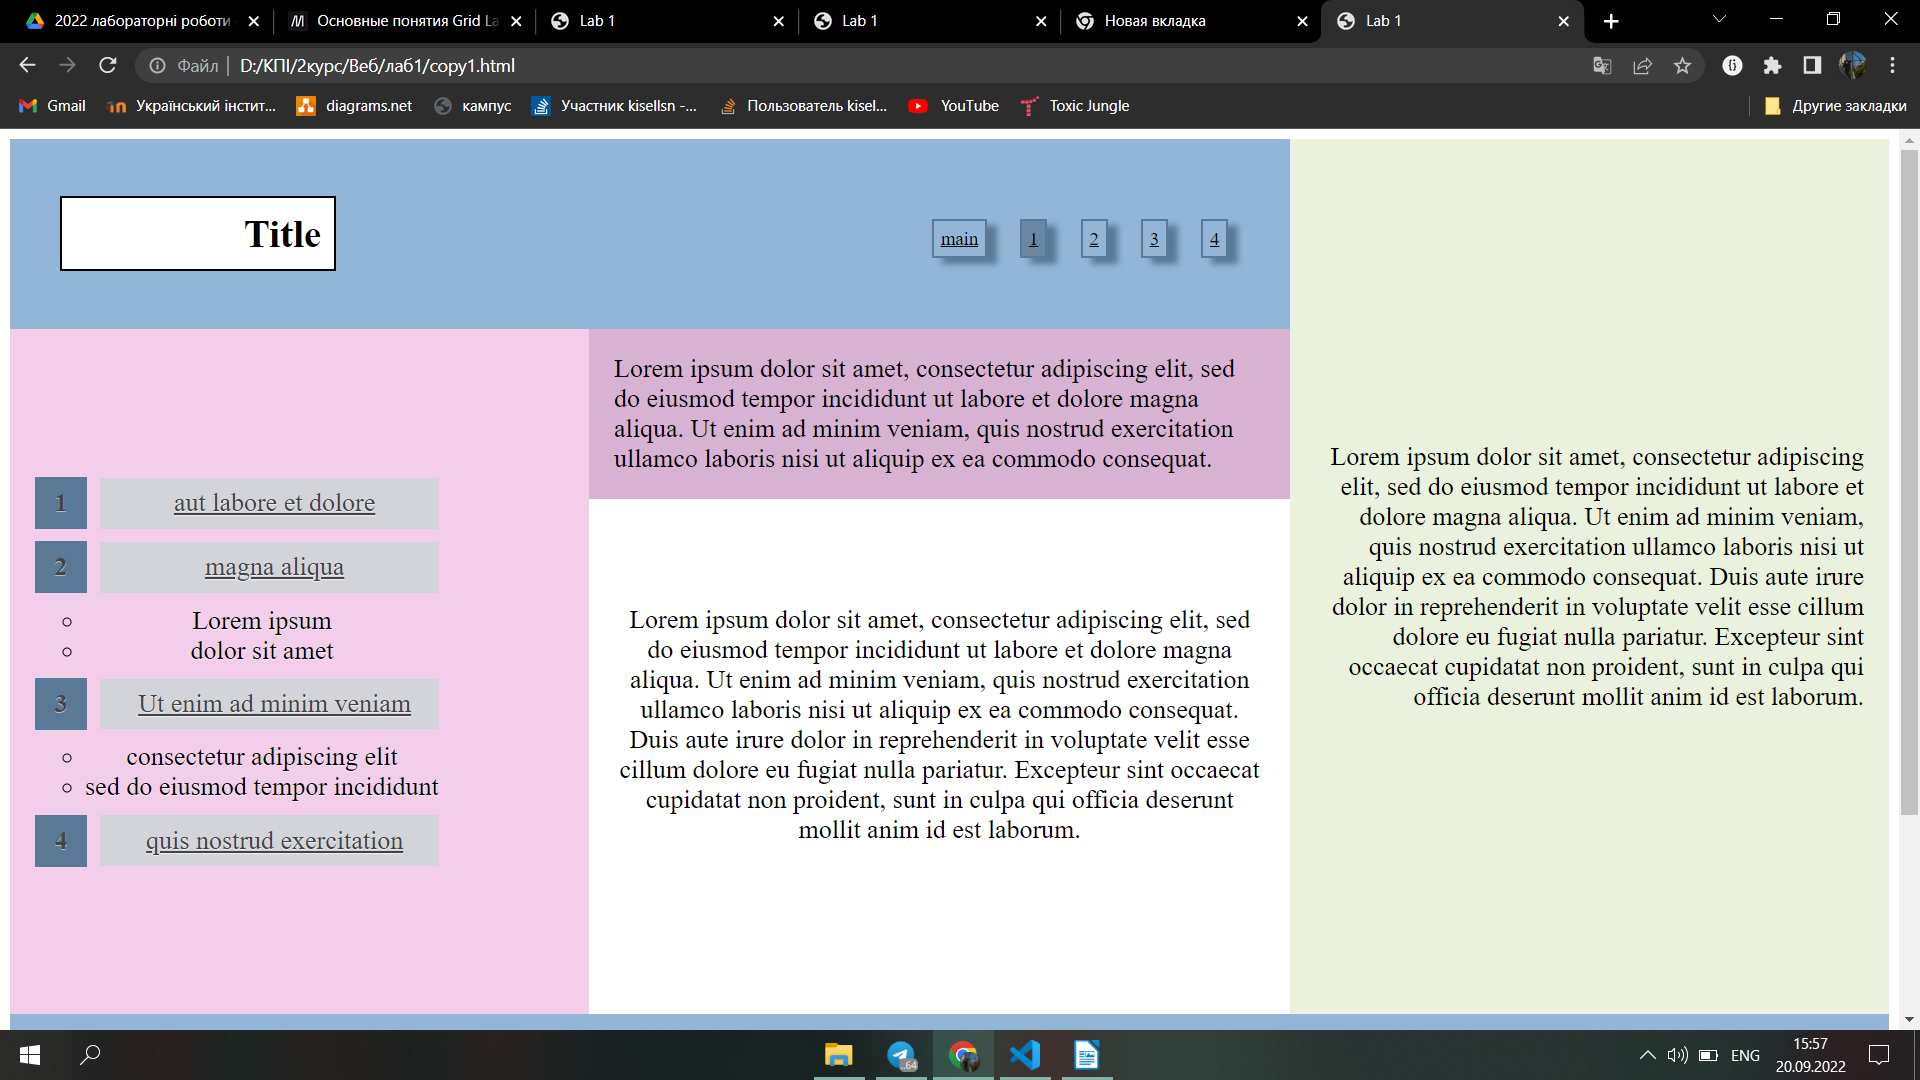 2022 лабораторні роботи
Основные понятия Grid La
Lab 1
Lab 1
Новая вкладка
Lab 1
Файл
D:/КПІ/2курс/Веб/лаб1/copy1.html
Gmail
Український інстит...
diagrams.net
кампус
Участник kisellsn -...
Пользователь kisel...
YouTube
Toxic Jungle
Другие закладки
Title
main
1
2
3
4
Lorem ipsum dolor sit amet, consectetur adipiscing elit, sed
do eiusmod tempor incididunt ut labore et dolore magna
aliqua. Ut enim ad minim veniam, quis nostrud exercitation
ullamco laboris nisi ut aliquip ex ea commodo consequat.
1
aut labore et dolore
2
magna aliqua
Lorem ipsum
dolor sit amet
3
Ut enim ad minim veniam
consectetur adipiscing elit
sed do eiusmod tempor incididunt
4
quis nostrud exercitation
Lorem ipsum dolor sit amet, consectetur adipiscing elit, sed
do eiusmod tempor incididunt ut labore et dolore magna
aliqua. Ut enim ad minim veniam, quis nostrud exercitation
ullamco laboris nisi ut aliquip ex ea commodo consequat.
Duis aute irure dolor in reprehenderit in voluptate velit esse
cillum dolore eu fugiat nulla pariatur. Excepteur sint occaecat
cupidatat non proident, sunt in culpa qui officia deserunt
mollit anim id est laborum.
Lorem ipsum dolor sit amet, consectetur adipiscing
elit, sed do eiusmod tempor incididunt ut labore et
dolore magna aliqua. Ut enim ad minim veniam,
quis nostrud exercitation ullamco laboris nisi ut
aliquip ex ea commodo consequat. Duis aute irure
dolor in reprehenderit in voluptate velit esse cillum
dolore eu fugiat nulla pariatur. Excepteur sint
occaecat cupidatat non proident, sunt in culpa qui
officia deserunt mollit anim id est laborum.
..64
ENG
15:57
20.09.2022